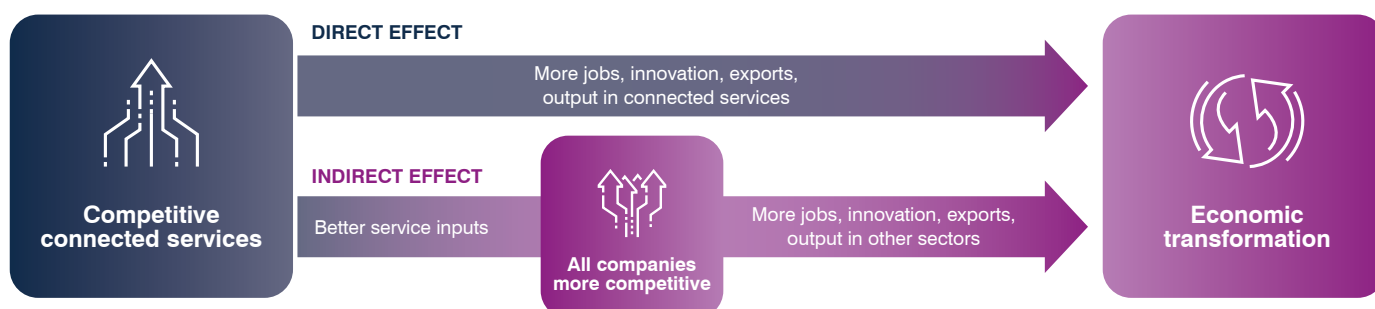 DIRECT EFFECT
More jobs, innovation, exports,
output in connected services
Competitive
connected services
INDIRECT EFFECT
Better service inputs
All companies
more competitive
More jobs, innovation, exports,
output in other sectors
Economic
transformation